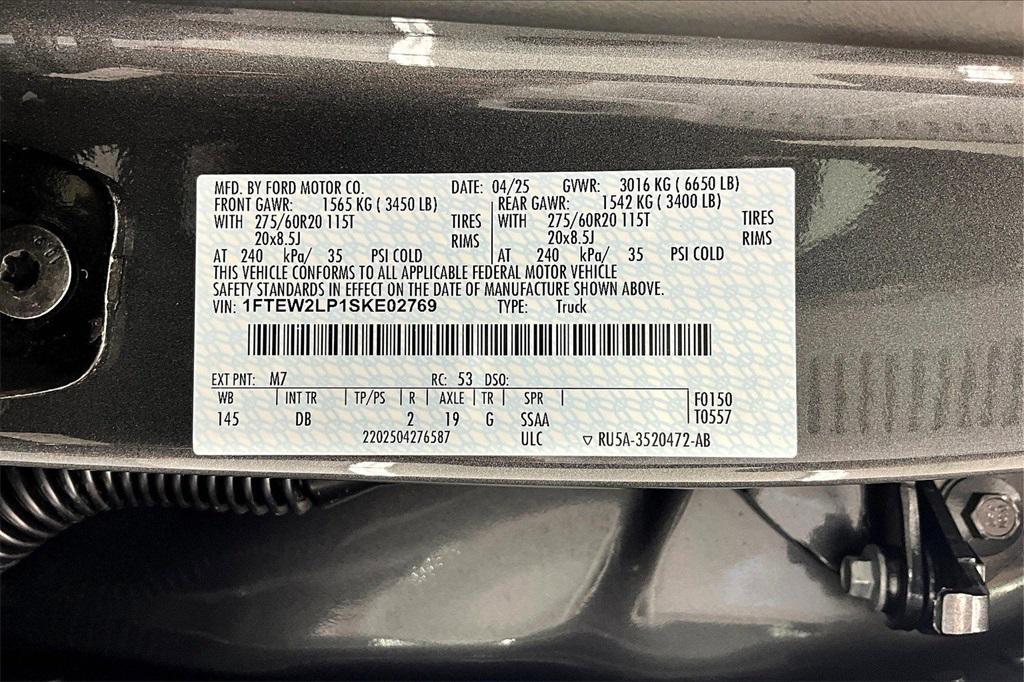 MFD. BY FORD MOTOR CO. DATE: 04/25 GVWR: 3016 KG ( 6650 LB)
FRONT GAWR: 1565 KG ( 3450 LB) REAR GAWR: 1542 KG ( 3400 LB)
WITH 275/60R20 115T TIRES WITH 275/60R20 115T TIRES
20x8.5J RIMS 20x8.5J RIMS
AT 240 kPa/ 35 PSI COLD AT 240 kPa/ 35 PSI COLD
THIS VEHICLE CONFORMS TO ALL APPLICABLE FEDERAL MOTOR VEHICLE
SAFETY STANDARDS IN EFFECT ON THE DATE OF MANUFACTURE SHOWN ABOVE.
VIN: 1FTEW2LP1SKE02769 TYPE: Truck
EXT PNT: M7 RC: 53 DSO:
WB INT TR TP/PS R AXLE TR SPR F0150
145 DB 2 19 G SSAA T0557
2202504276587 ULC RU5A-3520472-AB